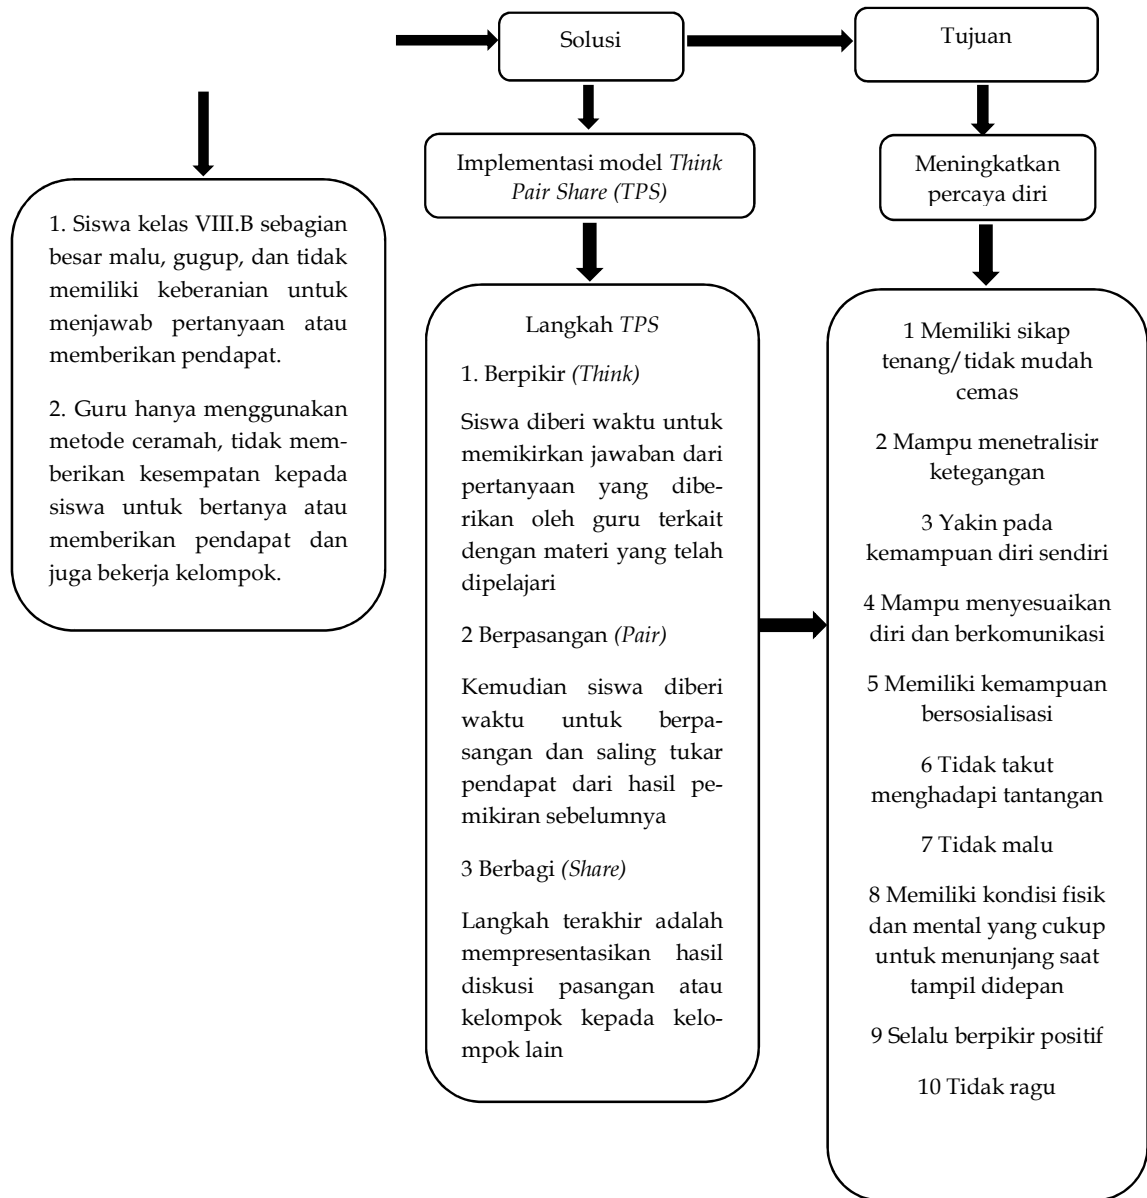 Solusi
Tujuan
Implementasi model Think
Pair Share (TPS)
Meningkatkan
percaya diri
1. Siswa kelas VIII.B sebagian
besar malu, gugup, dan tidak
memiliki keberanian untuk
menjawab pertanyaan atau
memberikan pendapat.
2. Guru hanya menggunakan
metode ceramah, tidak mem-
berikan kesempatan kepada
siswa untuk bertanya atau
memberikan pendapat dan
juga bekerja kelompok.
Langkah TPS
1. Berpikir (Think)
Siswa diberi waktu untuk
memikirkan jawaban dari
pertanyaan yang dibe-
rikan oleh guru terkait
dengan materi yang telah
dipelajari
2 Berpasangan (Pair)
Kemudian siswa diberi
waktu untuk berpa-
sangan dan saling tukar
pendapat dari hasil pe-
mikiran sebelumnya
3 Berbagi (Share)
Langkah terakhir adalah
mempresentasikan hasil
diskusi pasangan atau
kelompok kepada kelo-
mpok lain
1 Memiliki sikap
tenang/tidak mudah
cemas
2 Mampu menetralisir
ketegangan
3 Yakin pada
kemampuan diri sendiri
4 Mampu menyesuaikan
diri dan berkomunikasi
5 Memiliki kemampuan
bersosialisasi
6 Tidak takut
menghadapi tantangan
7 Tidak malu
8 Memiliki kondisi fisik
dan mental yang cukup
untuk menunjang saat
tampil didepan
9 Selalu berpikir positif
10 Tidak ragu